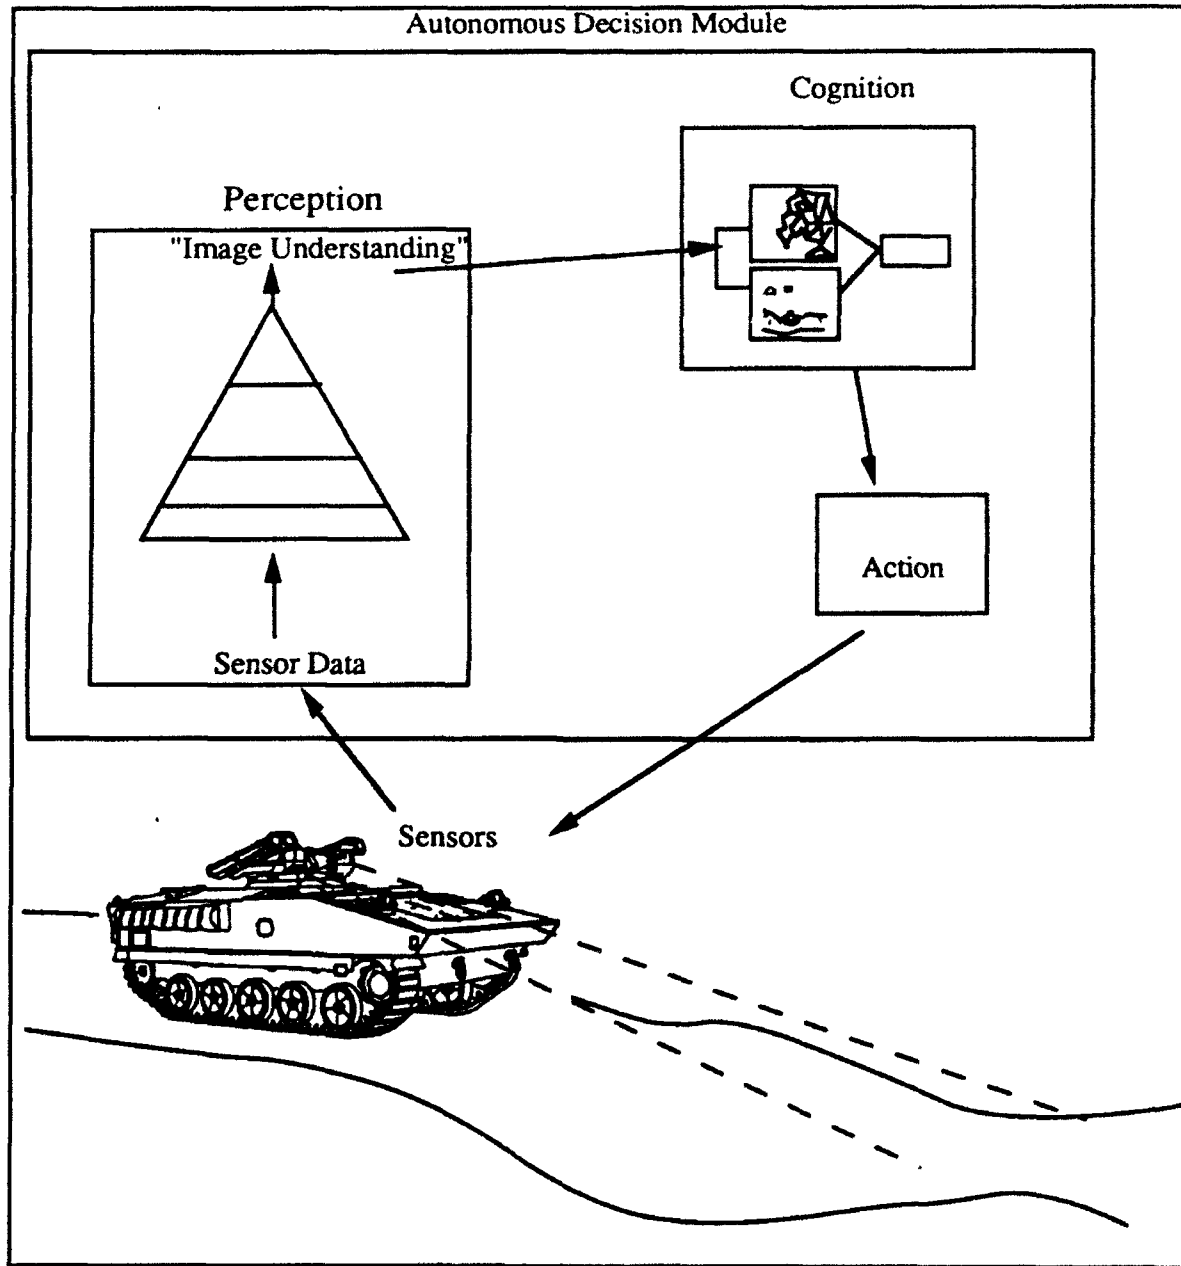 Autonomous Decision Module
Cognition
Perception
"Image Understanding"
Action
Sensor Data
Sensors